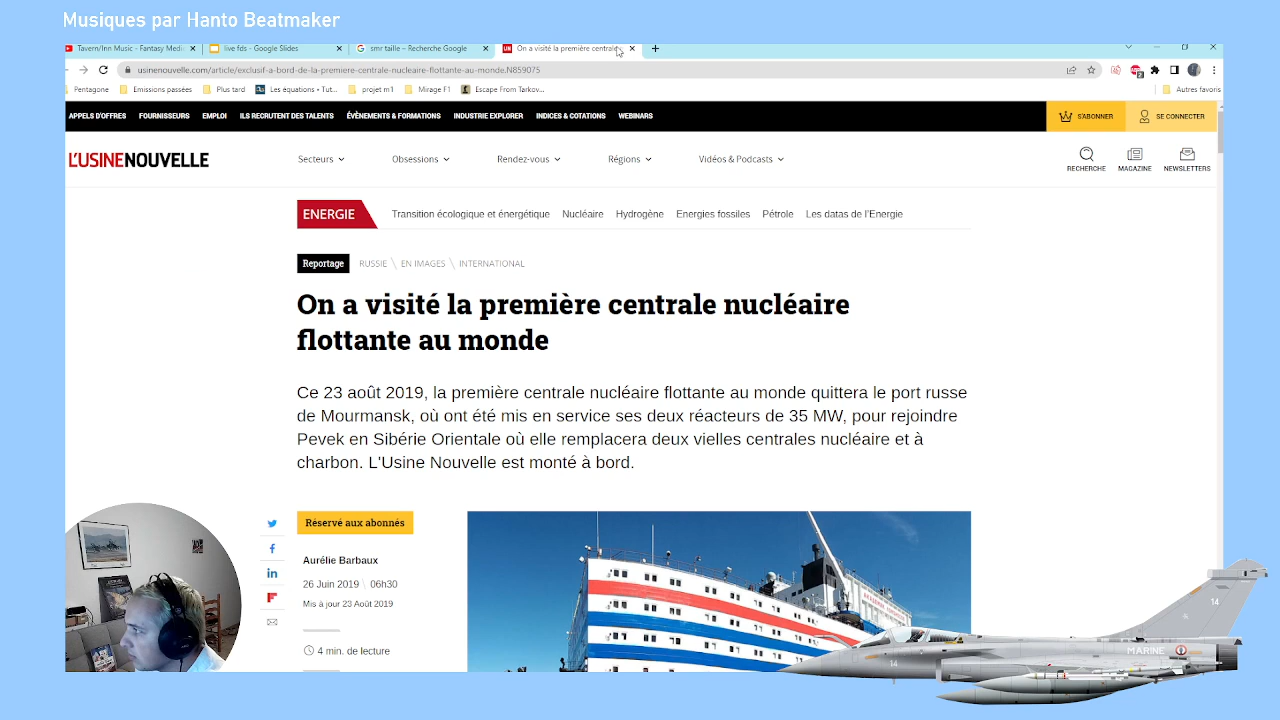 Musiques par Hanto Beatmaker
Tavern/Inn Music - Fantasy Medi
live fds - Google Slides
smr taille – Recherche Google
On a visité la première centrale
usinenouvelle.com/article/exclusif-a-bord-de-la-premiere-centrale-nucleaire-flottante-au-monde.N859075
Pentagone
Emissions passées
Plus tard
Les équations • Tut...
projet m1
Mirage F1
Escape From Tarkov...
Autres favoris
APPELS D'OFFRES
FOURNISSEURS
EMPLOI
ILS RECRUTENT DES TALENTS
ÉVÈNEMENTS & FORMATIONS
INDUSTRIE EXPLORER
INDICES & COTATIONS
WEBINARS
S'ABONNER
SE CONNECTER
L'USINENOUVELLE
Secteurs
Obsessions
Rendez-vous
Régions
Vidéos & Podcasts
RECHERCHE
MAGAZINE
NEWSLETTERS
ENERGIE
Transition écologique et énergétique
Nucléaire
Hydrogène
Energies fossiles
Pétrole
Les datas de l'Energie
Reportage
RUSSIE \ EN IMAGES \ INTERNATIONAL
On a visité la première centrale nucléaire
flottante au monde
Ce 23 août 2019, la première centrale nucléaire flottante au monde quittera le port russe
de Mourmansk, où ont été mis en service ses deux réacteurs de 35 MW, pour rejoindre
Pevek en Sibérie Orientale où elle remplacera deux vielles centrales nucléaire et à
charbon. L'Usine Nouvelle est monté à bord.
Réservé aux abonnés
Aurélie Barbaux
26 Juin 2019 \ 06h30
Mis à jour 23 Août 2019
4 min. de lecture
14
MARINE
14